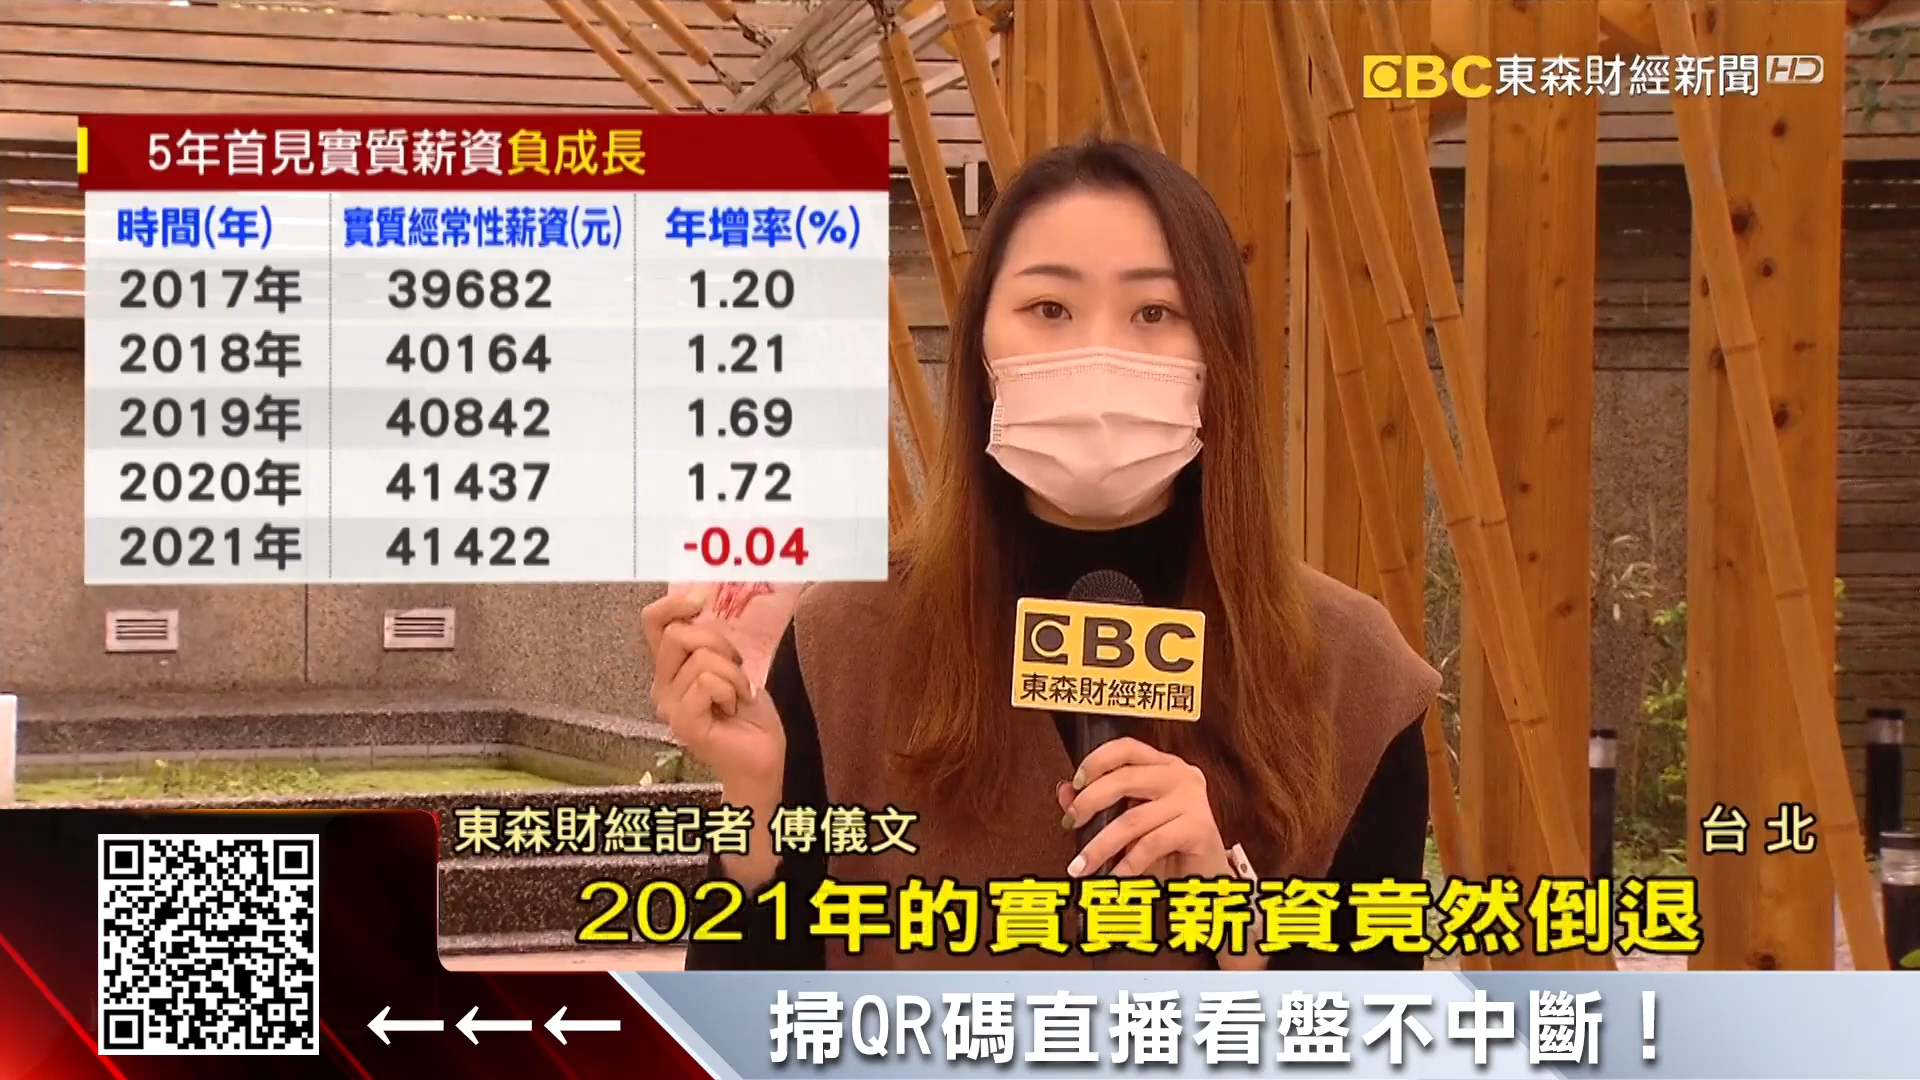 EBC東森財經新聞HD
5年首見實質薪資負成長
時間(年) 實質經常性薪資(元) 年增率(%)
2017年 39682 1.20
2018年 40164 1.21
2019年 40842 1.69
2020年 41437 1.72
2021年 41422 -0.04
EBC
東森財經新聞
東森財經記者 傅儀文
台北
2021年的實質薪資竟然倒退
←←← 掃QR碼直播看盤不中斷！